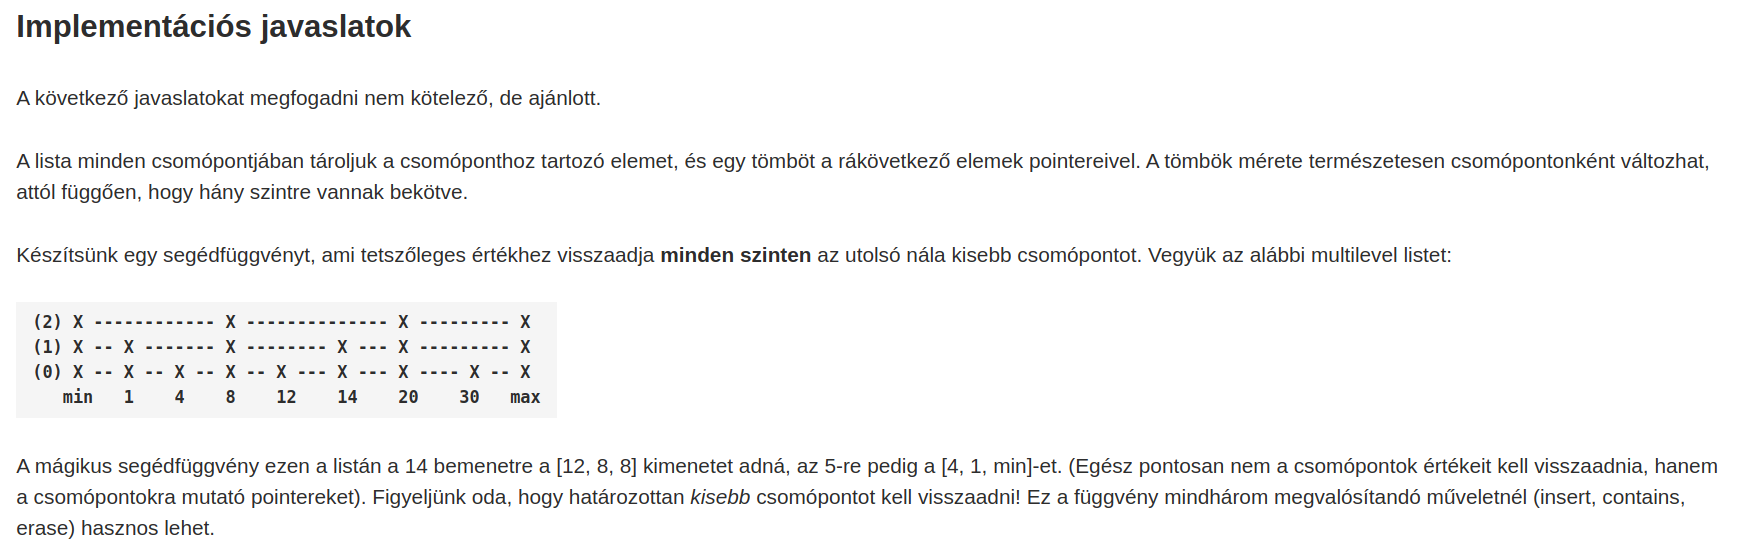 Implementációs javaslatok
A következő javaslatokat megfogadni nem kötelező, de ajánlott.
A lista minden csomópontjában tároljuk a csomóponthoz tartozó elemet, és egy tömböt a rákövetkező elemek pointereivel. A tömbök mérete természetesen csomópontonként változhat,
attól függően, hogy hány szintre vannak bekötve.
Készítsünk egy segédfüggvényt, ami tetszőleges értékhez visszaadja minden szinten az utolsó nála kisebb csomópontot. Vegyük az alábbi multilevel listet:
(2) X ------------ X -------------- X --------- X
(1) X -- X ------- X -------- X --- X --------- X
(0) X -- X -- X -- X -- X --- X --- X ---- X -- X
   min   1    4    8    12    14    20    30   max
A mágikus segédfüggvény ezen a listán a 14 bemenetre a [12, 8, 8] kimenetet adná, az 5-re pedig a [4, 1, min]-et. (Egész pontosan nem a csomópontok értékeit kell visszaadnia, hanem
a csomópontokra mutató pointereket). Figyeljünk oda, hogy határozottan kisebb csomópontot kell visszaadni! Ez a függvény mindhárom megvalósítandó műveletnél (insert, contains,
erase) hasznos lehet.